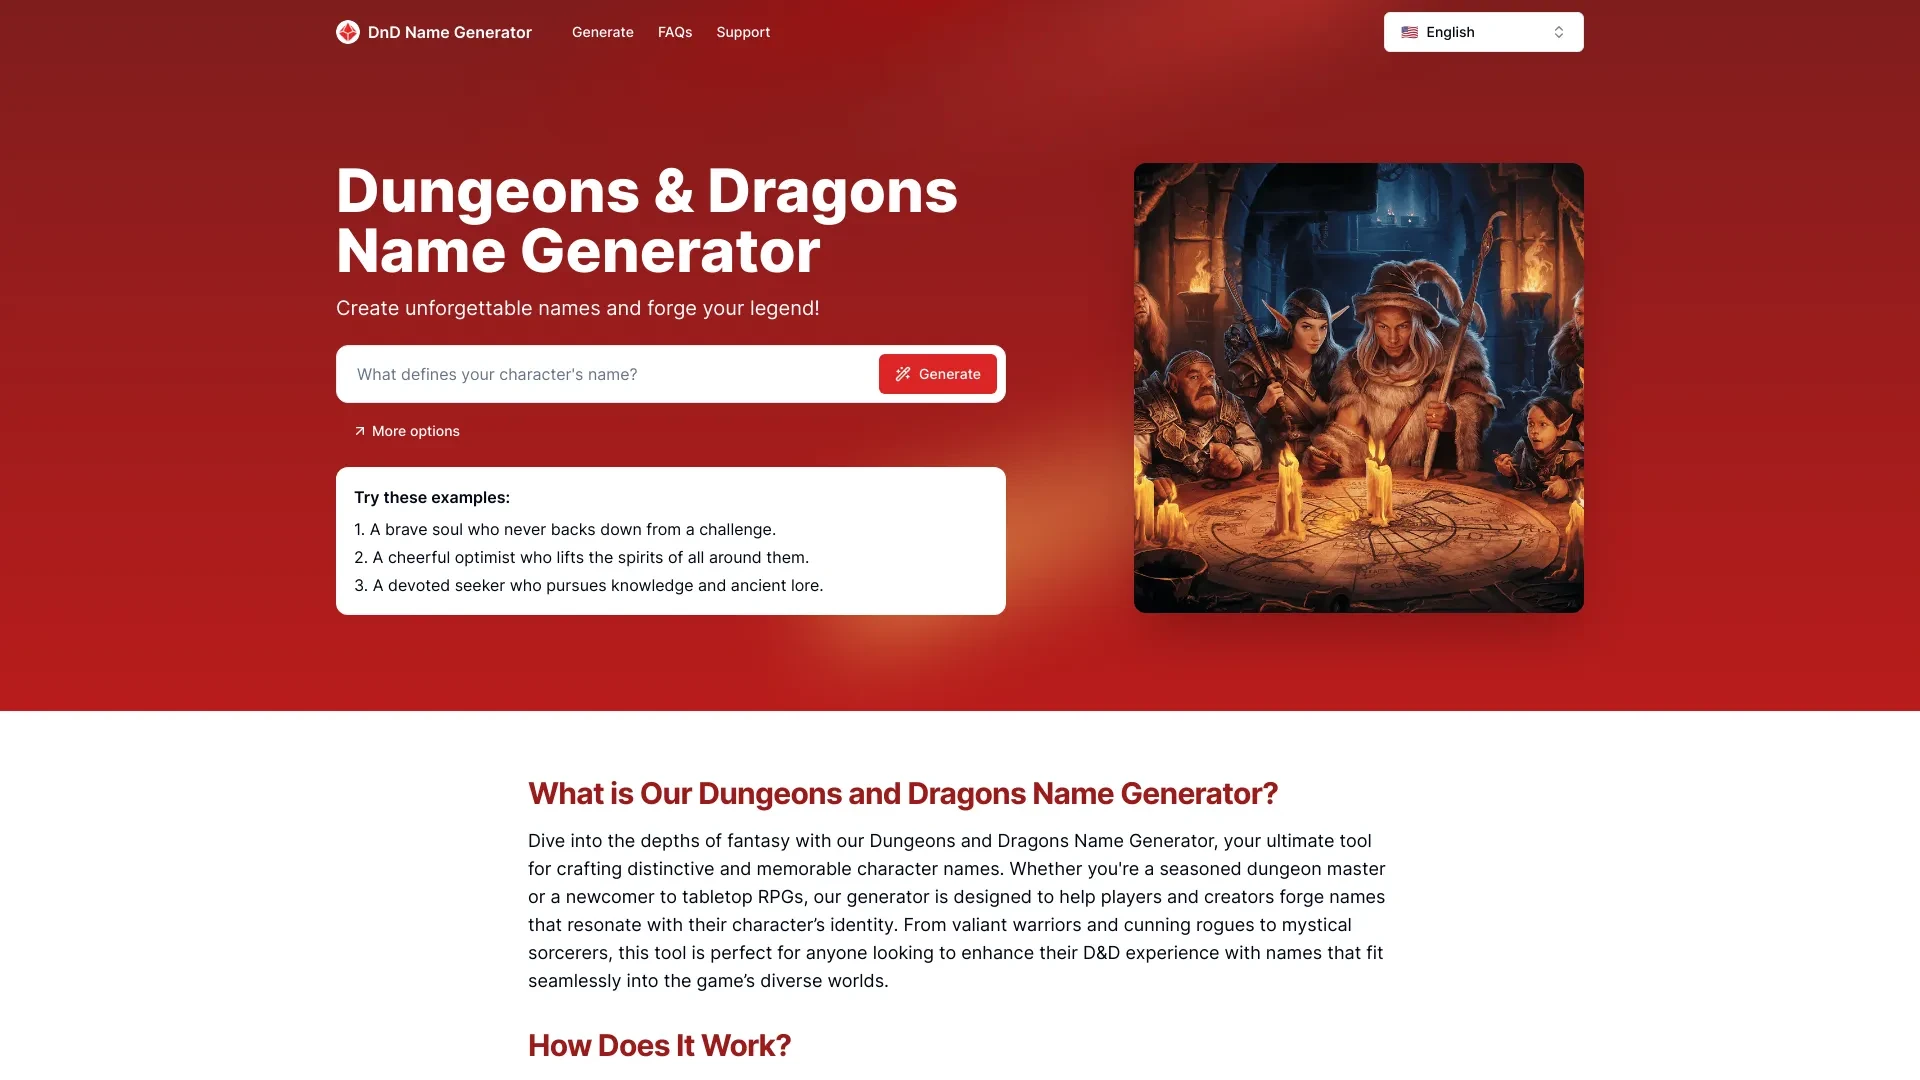 DnD Name Generator
Generate
FAQs
Support
English
Dungeons & Dragons
Name Generator
Create unforgettable names and forge your legend!
What defines your character's name?
Generate
More options
Try these examples:
1. A brave soul who never backs down from a challenge.
2. A cheerful optimist who lifts the spirits of all around them.
3. A devoted seeker who pursues knowledge and ancient lore.
What is Our Dungeons and Dragons Name Generator?
Dive into the depths of fantasy with our Dungeons and Dragons Name Generator, your ultimate tool
for crafting distinctive and memorable character names. Whether you're a seasoned dungeon master
or a newcomer to tabletop RPGs, our generator is designed to help players and creators forge names
that resonate with their character’s identity. From valiant warriors and cunning rogues to mystical
sorcerers, this tool is perfect for anyone looking to enhance their D&D experience with names that fit
seamlessly into the game’s diverse worlds.
How Does It Work?